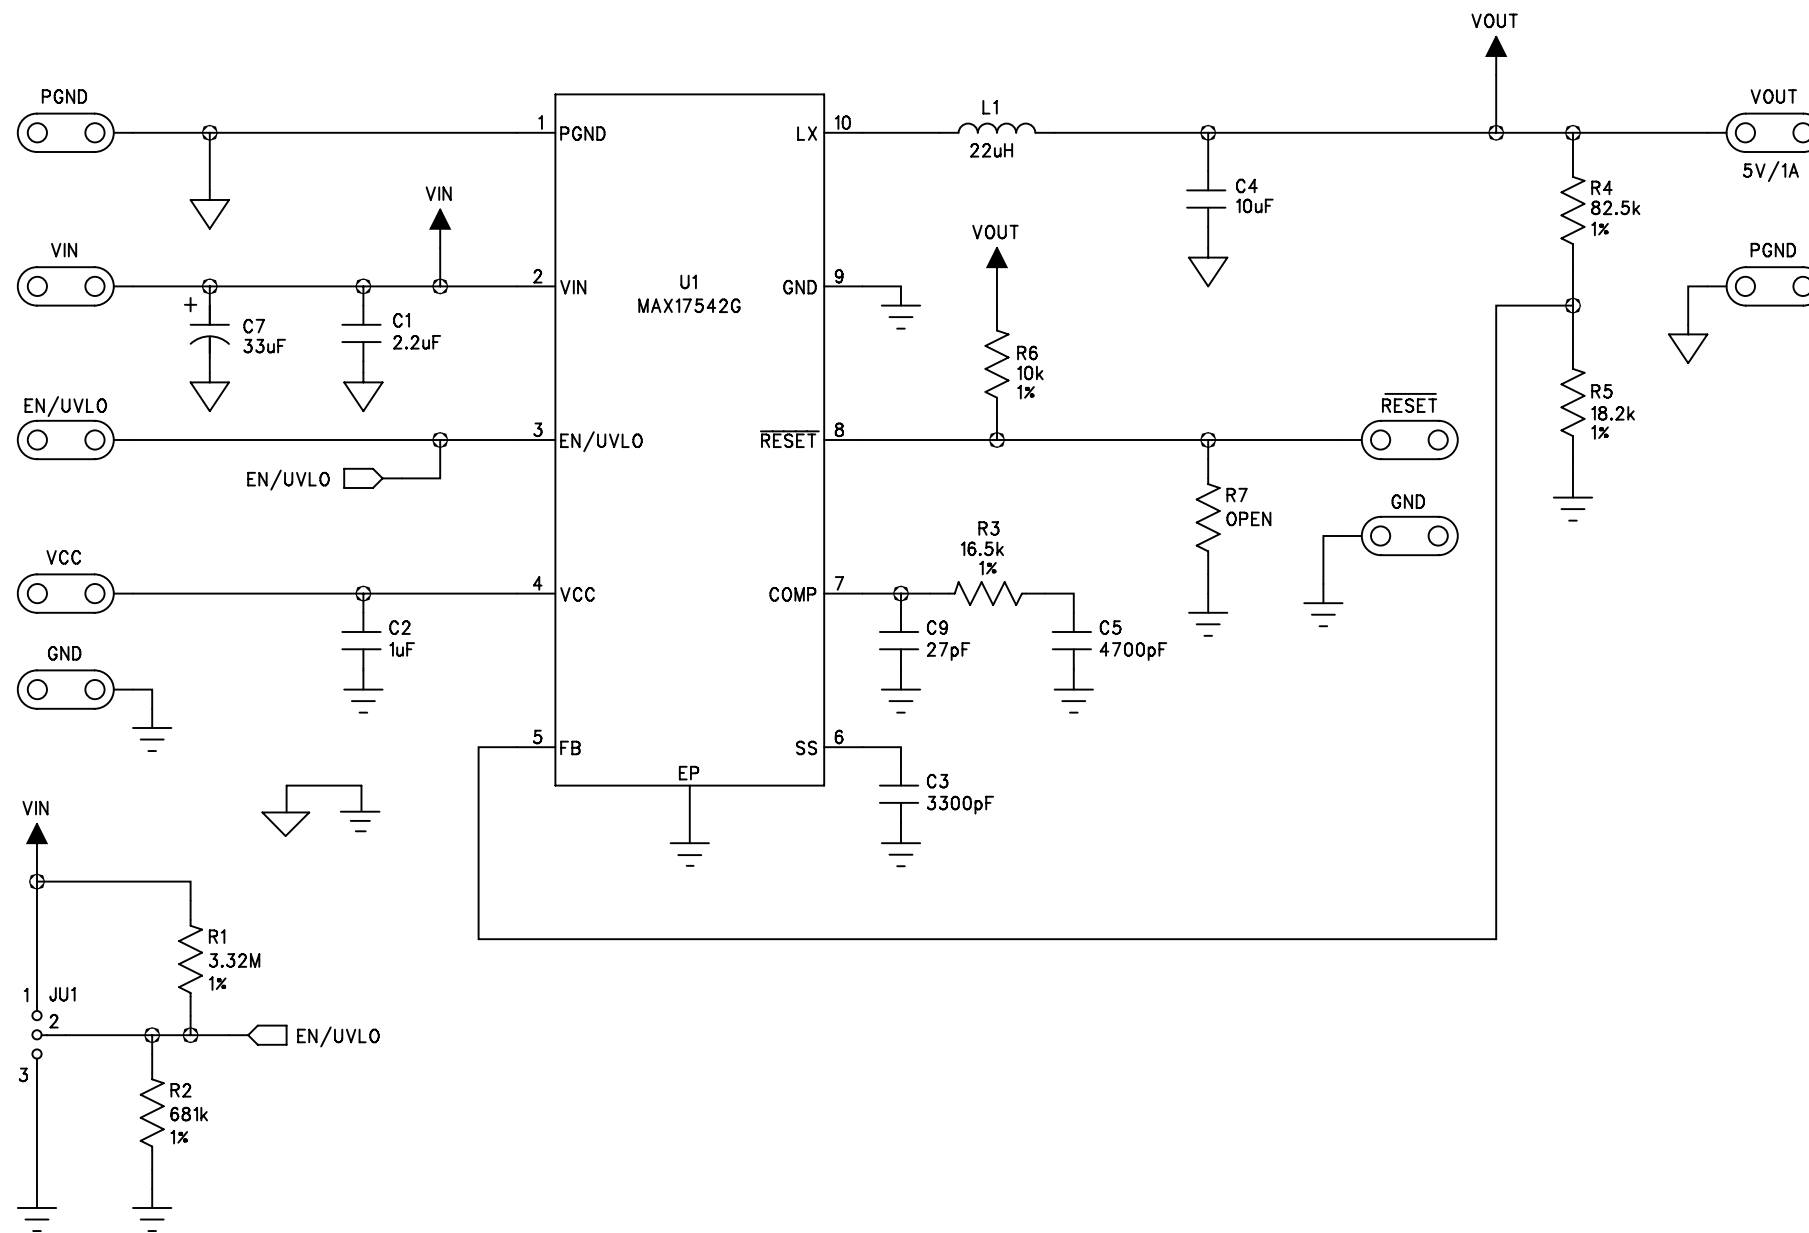 VOUT
PGND
1
PGND
LX
10
L1
22uH
VOUT
5V/1A
C4
10uF
R4
82.5k
1%
VIN
VIN
2
VIN
U1
MAX17542G
GND
9
VOUT
PGND
+
C7
33uF
C1
2.2uF
R6
10k
1%
EN/UVLO
3
EN/UVLO
RESET
8
RESET
R5
18.2k
1%
EN/UVLO
R7
OPEN
GND
R3
16.5k
1%
VCC
4
VCC
COMP
7
C2
1uF
C9
27pF
C5
4700pF
GND
5
FB
SS
6
EP
C3
3300pF
VIN
R1
3.32M
1%
1
JU1
2
3
EN/UVLO
R2
681k
1%